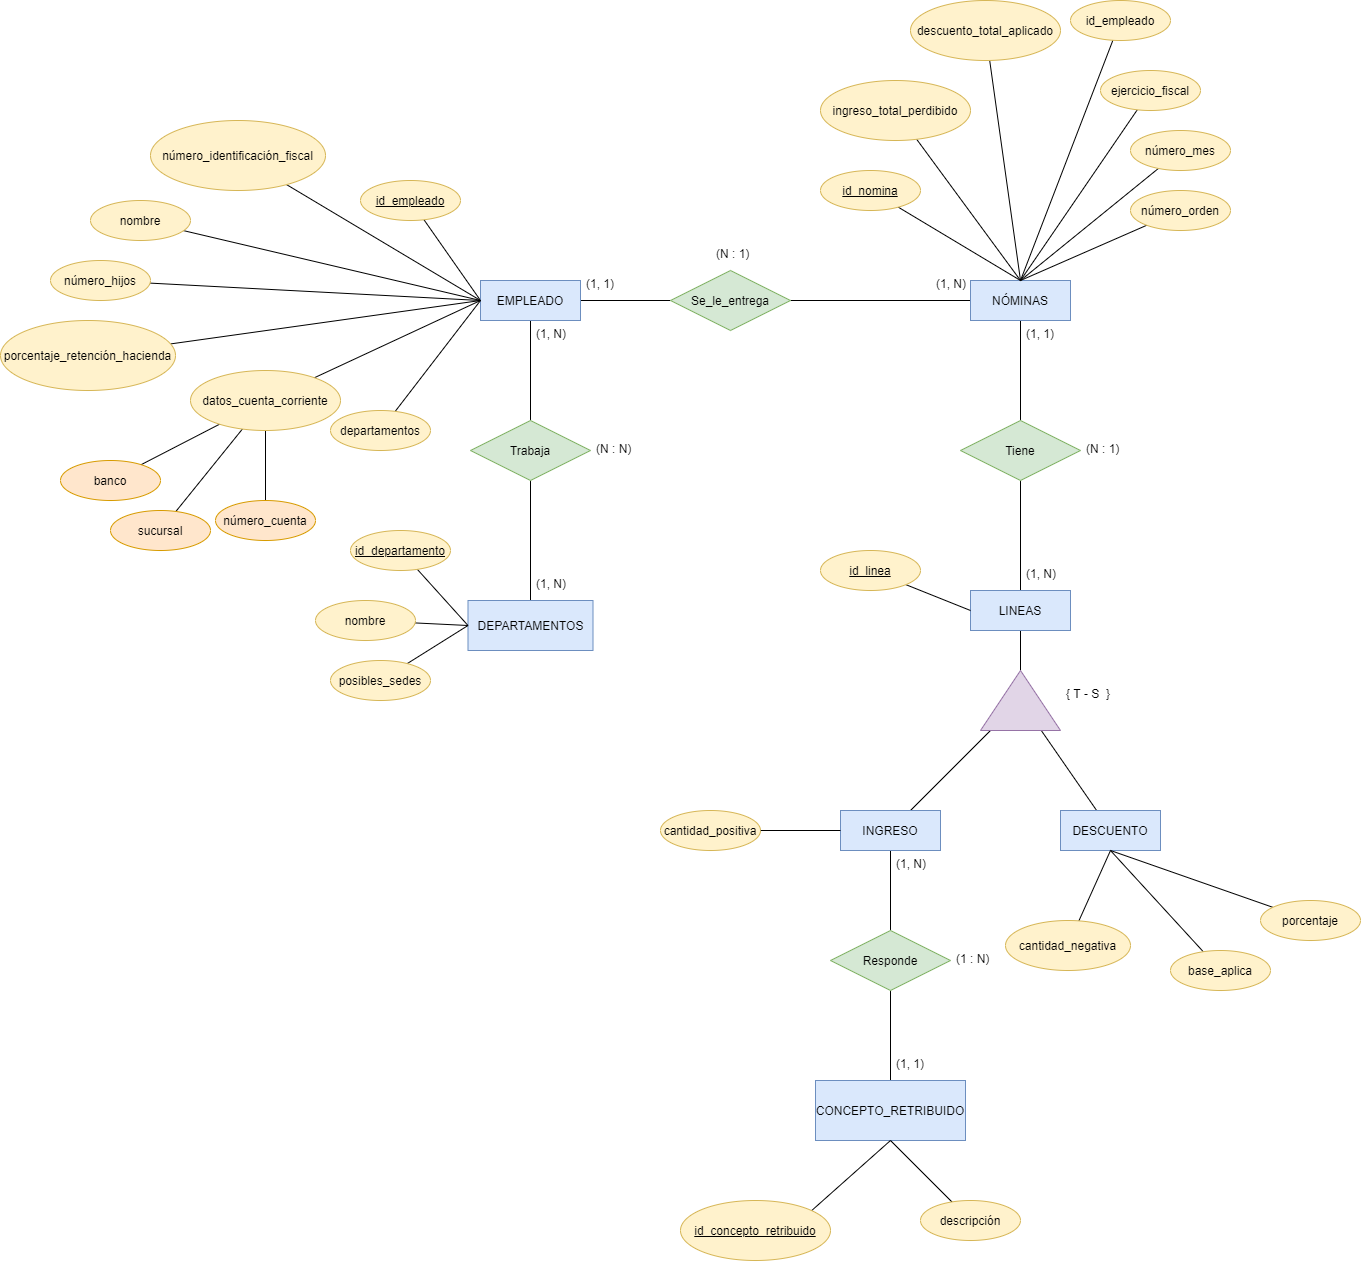 descuento_total_aplicado
id_empleado
ingreso_total_perdibido
ejercicio_fiscal
número_mes
id_nomina
número_orden
número_identificación_fiscal
id_empleado
nombre
número_hijos
porcentaje_retención_hacienda
datos_cuenta_corriente
departamentos
banco
sucursal
número_cuenta
EMPLEADO
(1, 1)
(N : 1)
Se_le_entrega
(1, N)
NÓMINAS
(1, N)
(1, 1)
Trabaja
(N : N)
Tiene
(N : 1)
id_departamento
nombre
posibles_sedes
(1, N)
DEPARTAMENTOS
id_linea
(1, N)
LINEAS
{ T - S }
cantidad_positiva
INGRESO
DESCUENTO
(1, N)
cantidad_negativa
base_aplica
porcentaje
Responde
(1 : N)
(1, 1)
CONCEPTO_RETRIBUIDO
id_concepto_retribuido
descripción